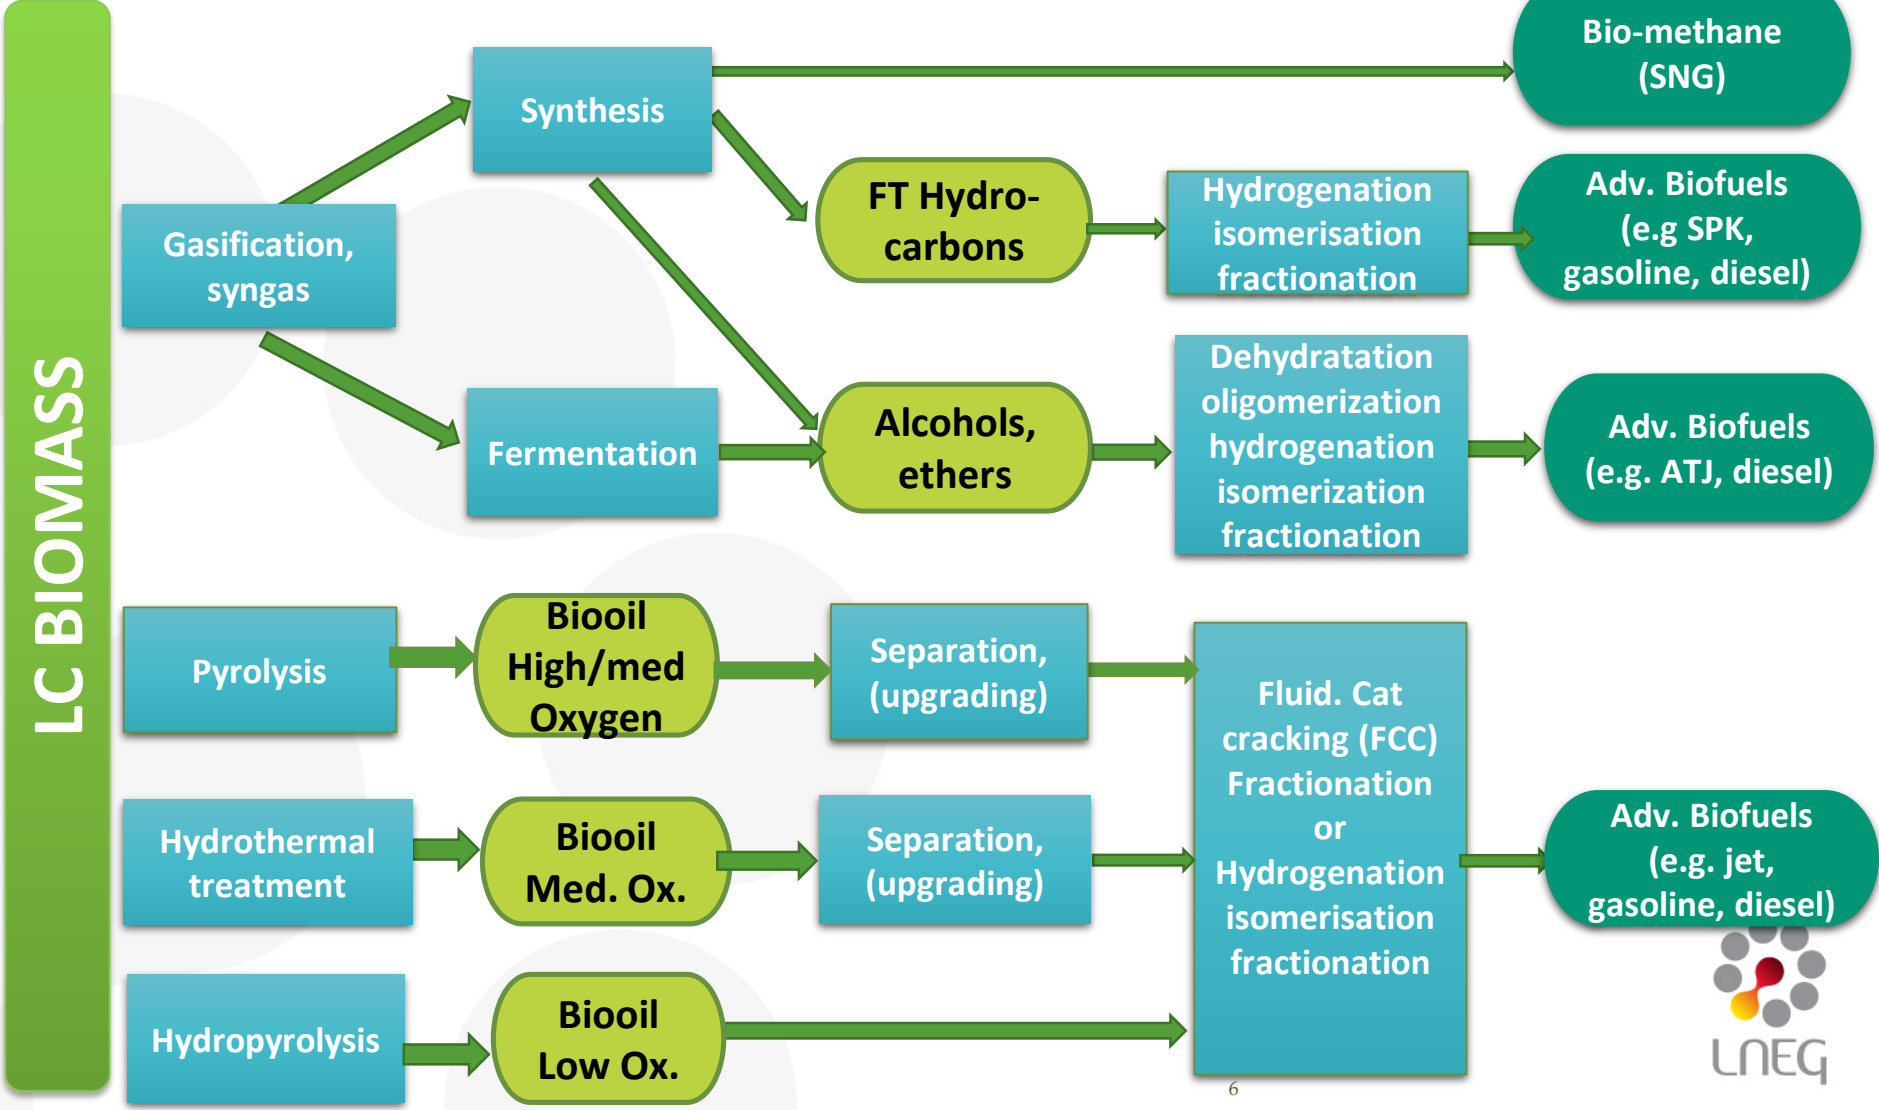 LC BIOMASS
Gasification,
syngas
Synthesis
Fermentation
FT Hydro-
carbons
Alcohols,
ethers
Hydrogenation
isomerisation
fractionation
Dehydratation
oligomerization
hydrogenation
isomerization
fractionation
Bio-methane
(SNG)
Adv. Biofuels
(e.g SPK,
gasoline, diesel)
Adv. Biofuels
(e.g. ATJ, diesel)
Pyrolysis
Biooil
High/med
Oxygen
Separation,
(upgrading)
Hydrothermal
treatment
Biooil
Med. Ox.
Separation,
(upgrading)
Hydropyrolysis
Biooil
Low Ox.
Fluid. Cat
cracking (FCC)
Fractionation
or
Hydrogenation
isomerisation
fractionation
Adv. Biofuels
(e.g. jet,
gasoline, diesel)
LNEG
6